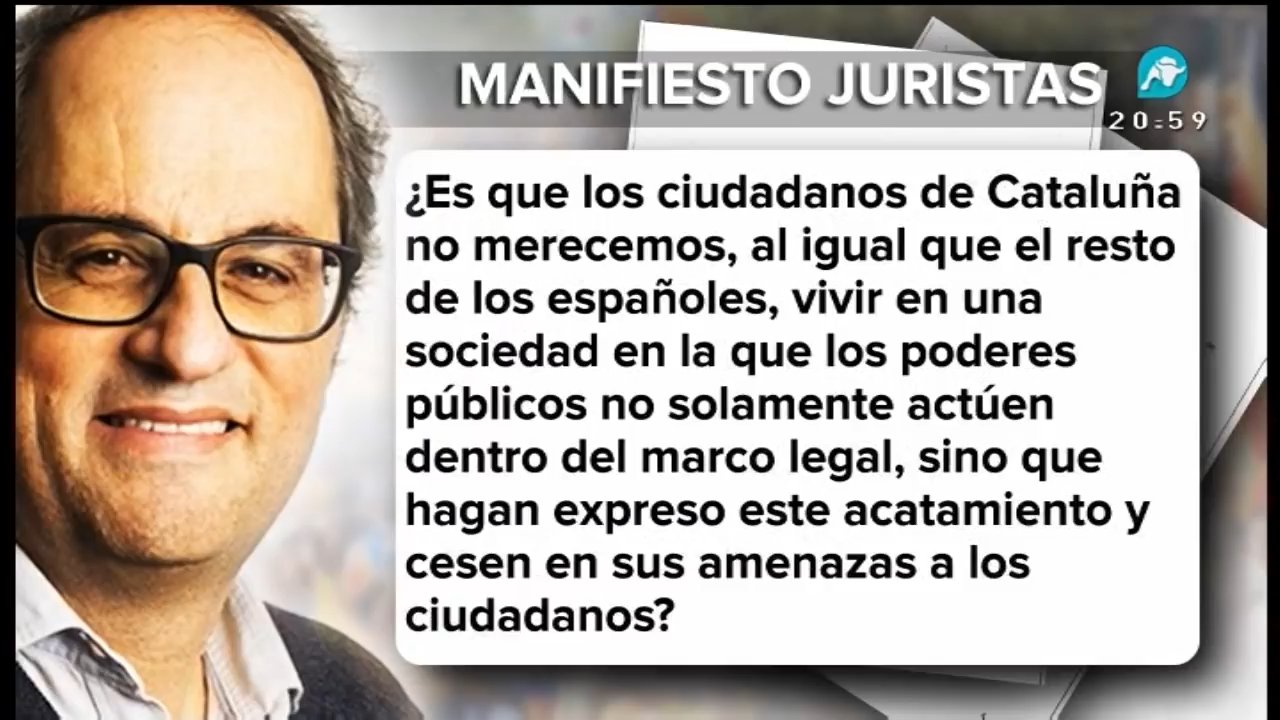 MANIFIESTO JURISTAS
20:59
¿Es que los ciudadanos de Cataluña
no merecemos, al igual que el resto
de los españoles, vivir en una
sociedad en la que los poderes
públicos no solamente actúen
dentro del marco legal, sino que
hagan expreso este acatamiento y
cesen en sus amenazas a los
ciudadanos?